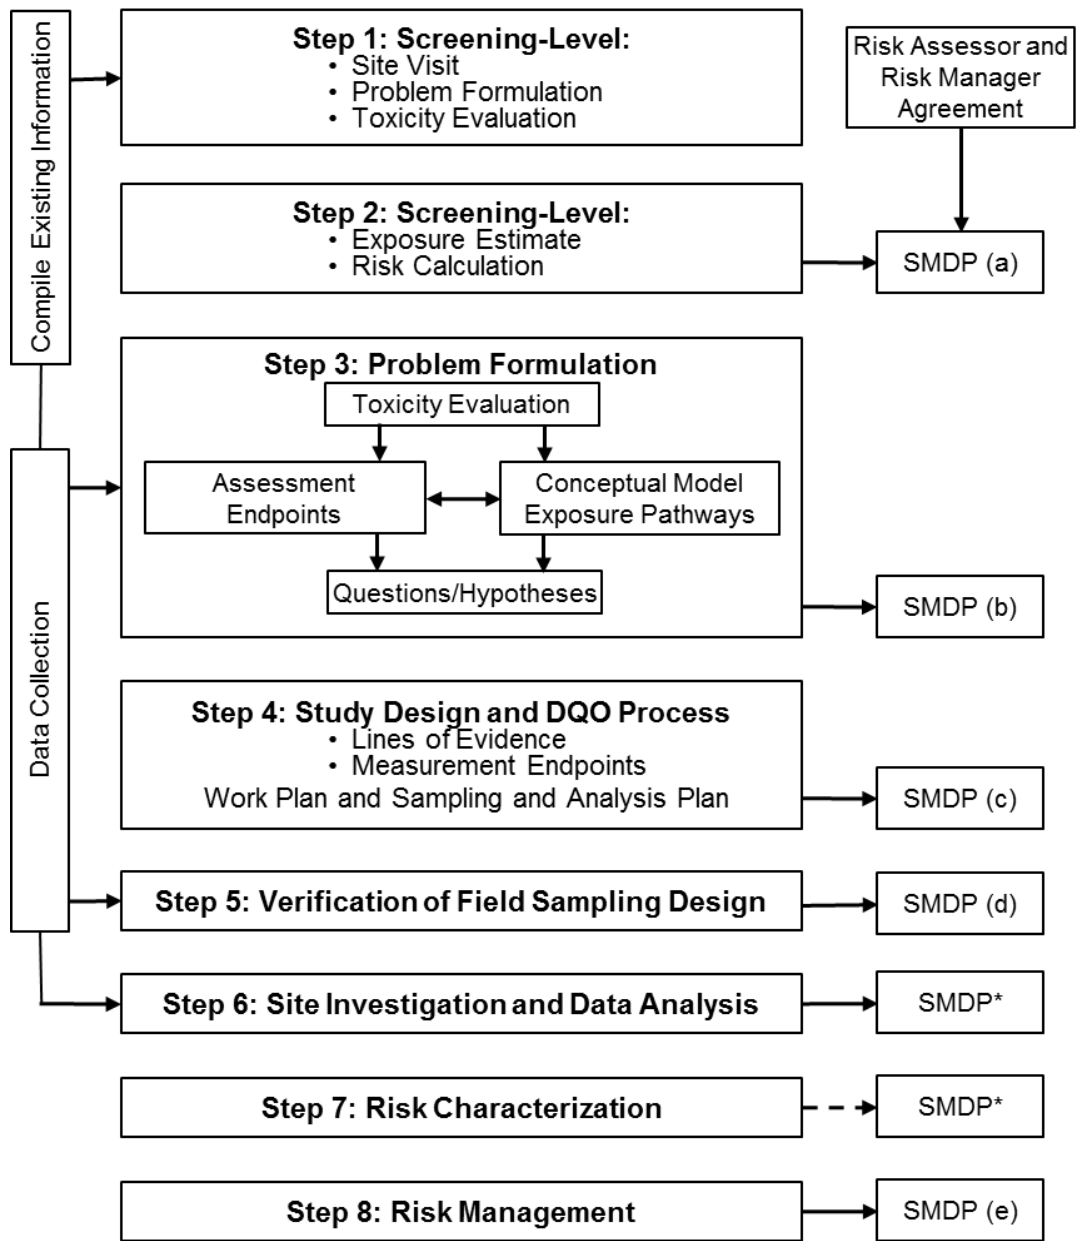 Compile Existing Information
Step 1: Screening-Level:
• Site Visit
• Problem Formulation
• Toxicity Evaluation
Risk Assessor and
Risk Manager
Agreement
Step 2: Screening-Level:
• Exposure Estimate
• Risk Calculation
SMDP (a)
Data Collection
Step 3: Problem Formulation
Toxicity Evaluation
Assessment
Endpoints
Conceptual Model
Exposure Pathways
Questions/Hypotheses
SMDP (b)
Step 4: Study Design and DQO Process
• Lines of Evidence
• Measurement Endpoints
Work Plan and Sampling and Analysis Plan
SMDP (c)
Step 5: Verification of Field Sampling Design
SMDP (d)
Step 6: Site Investigation and Data Analysis
SMDP*
Step 7: Risk Characterization
SMDP*
Step 8: Risk Management
SMDP (e)